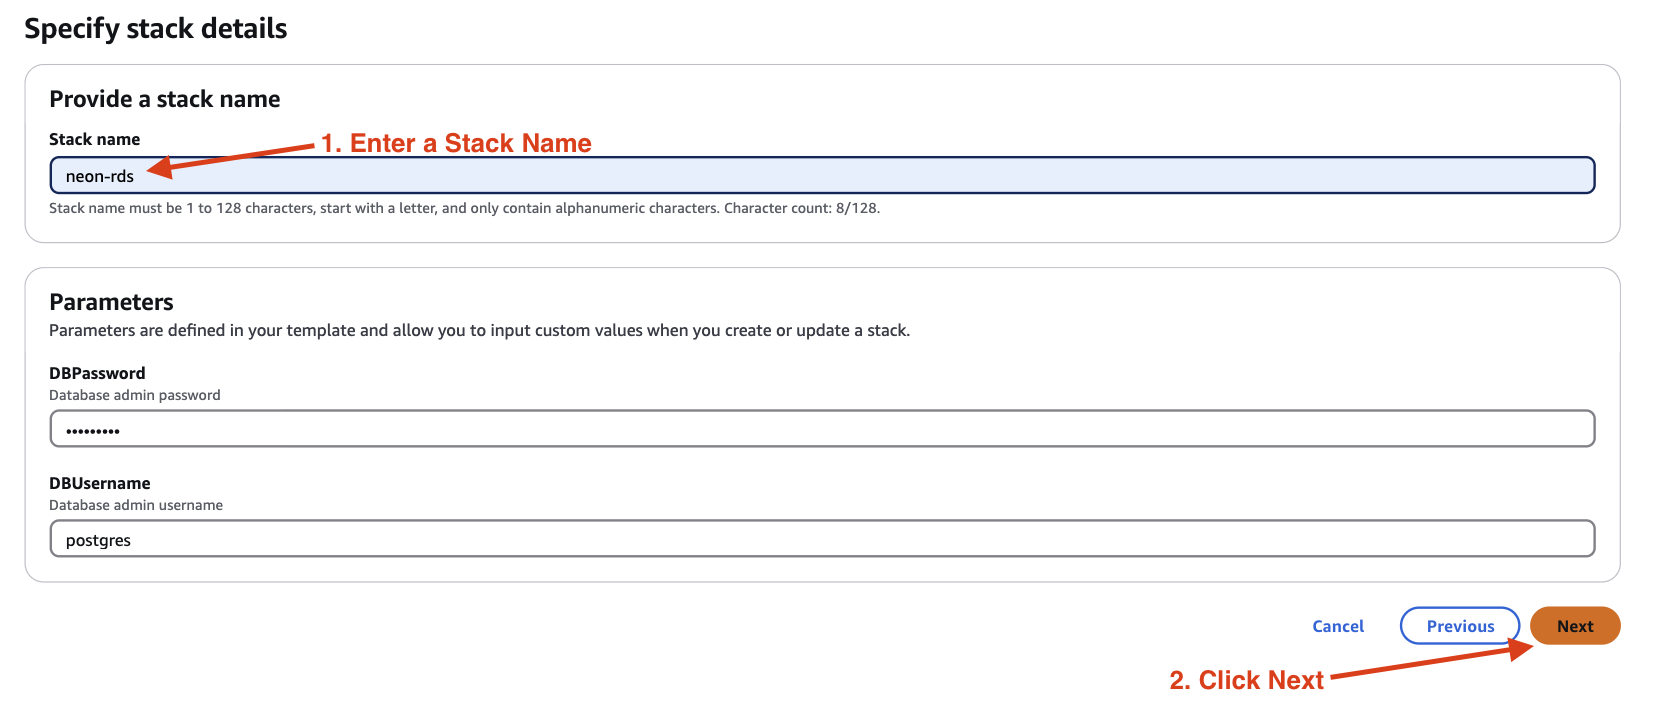 Specify stack details
Provide a stack name
Stack name
1. Enter a Stack Name
neon-rds
Stack name must be 1 to 128 characters, start with a letter, and only contain alphanumeric characters. Character count: 8/128.
Parameters
Parameters are defined in your template and allow you to input custom values when you create or update a stack.
DBPassword
Database admin password
•••••••••
DBUsername
Database admin username
postgres
Cancel
Previous
Next
2. Click Next